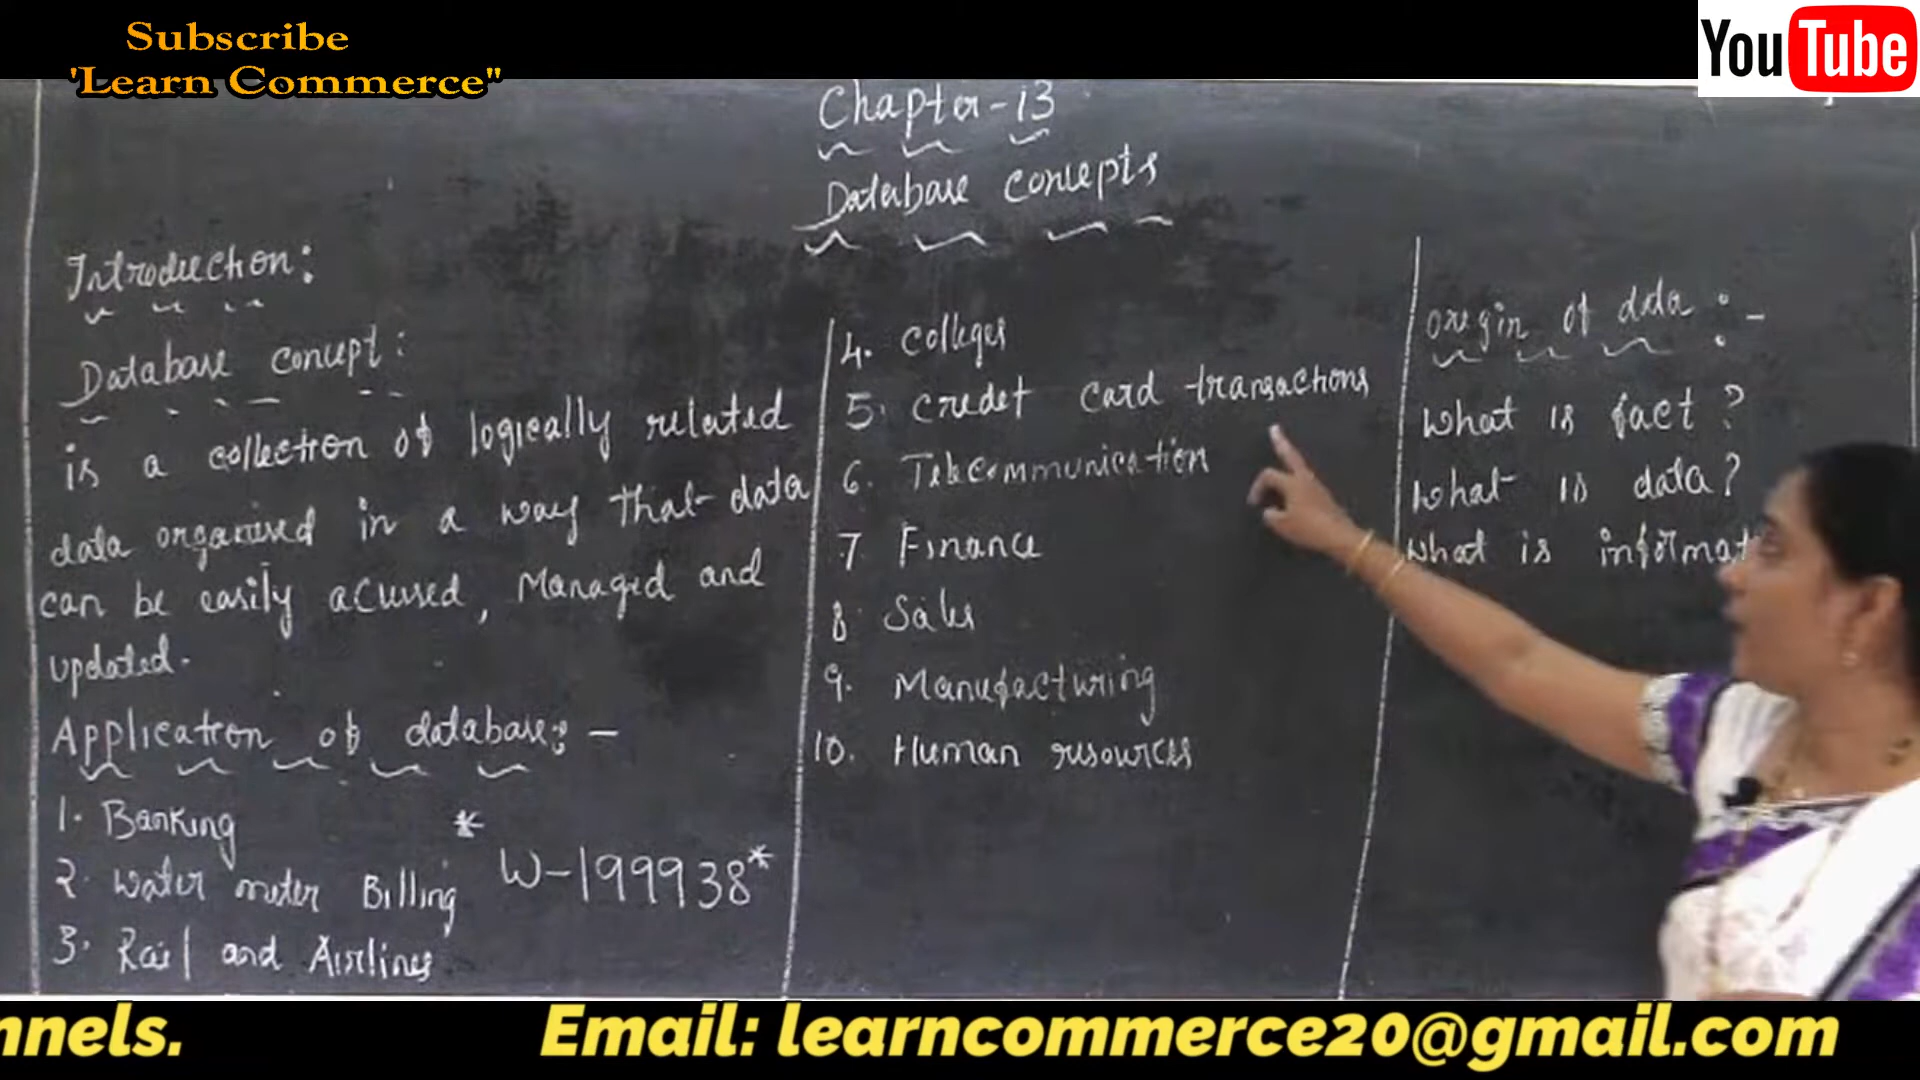 Subscribe
'Learn Commerce"
YouTube
Chapter-13
Database concepts
Introduction:
Database concept:
is a collection of logically related
data organised in a way that data
can be easily accessed, Managed and
updated.
Application of database:-
1. Banking
2. Water meter Billing
3. Rail and Airlines
* W-199938*
4. Colleges
5. credet card transactions
6. Telecommunication
7 Finance
8 Sales
9. Manufacturing
10. Human resources
origin of data :-
What is fact?
What is data?
What is informat
nnels.
Email: learncommerce20@gmail.com